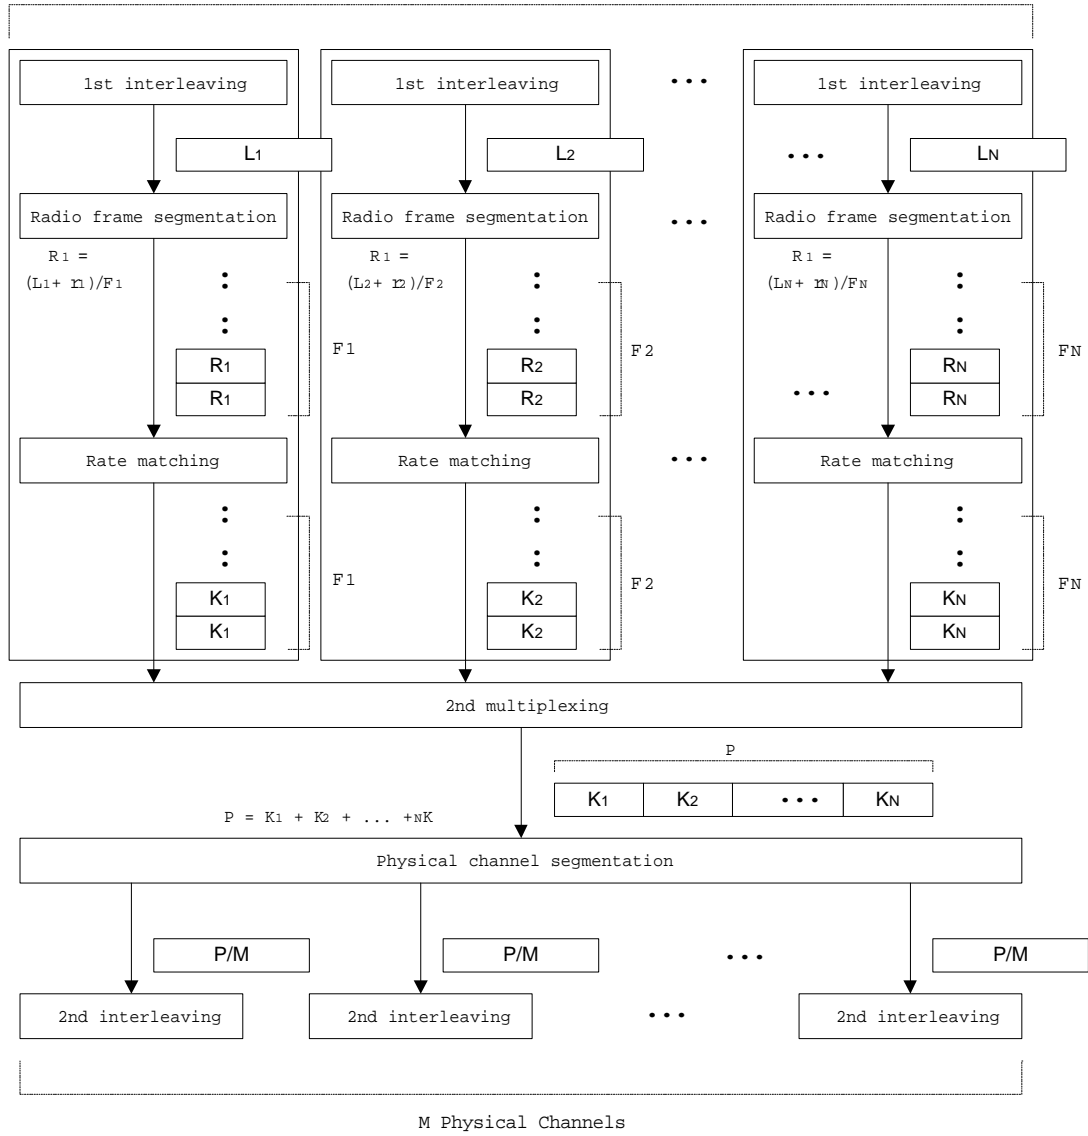 1st interleaving 1st interleaving ... 1st interleaving
L1 L2 ... LN
Radio frame segmentation Radio frame segmentation ... Radio frame segmentation
R1 = R1 = R1 =
(L1+ r1)/F1 (L2+ r2)/F2 (LN+ rN)/FN
F1 F2 FN
R1 R2 RN
R1 R2 ... RN
Rate matching Rate matching ... Rate matching
F1 F2 FN
K1 K2 KN
K1 K2 KN
2nd multiplexing
P
K1 K2 ... KN
P = K1 + K2 + ... +NK
Physical channel segmentation
P/M P/M ... P/M
2nd interleaving 2nd interleaving ... 2nd interleaving
M Physical Channels